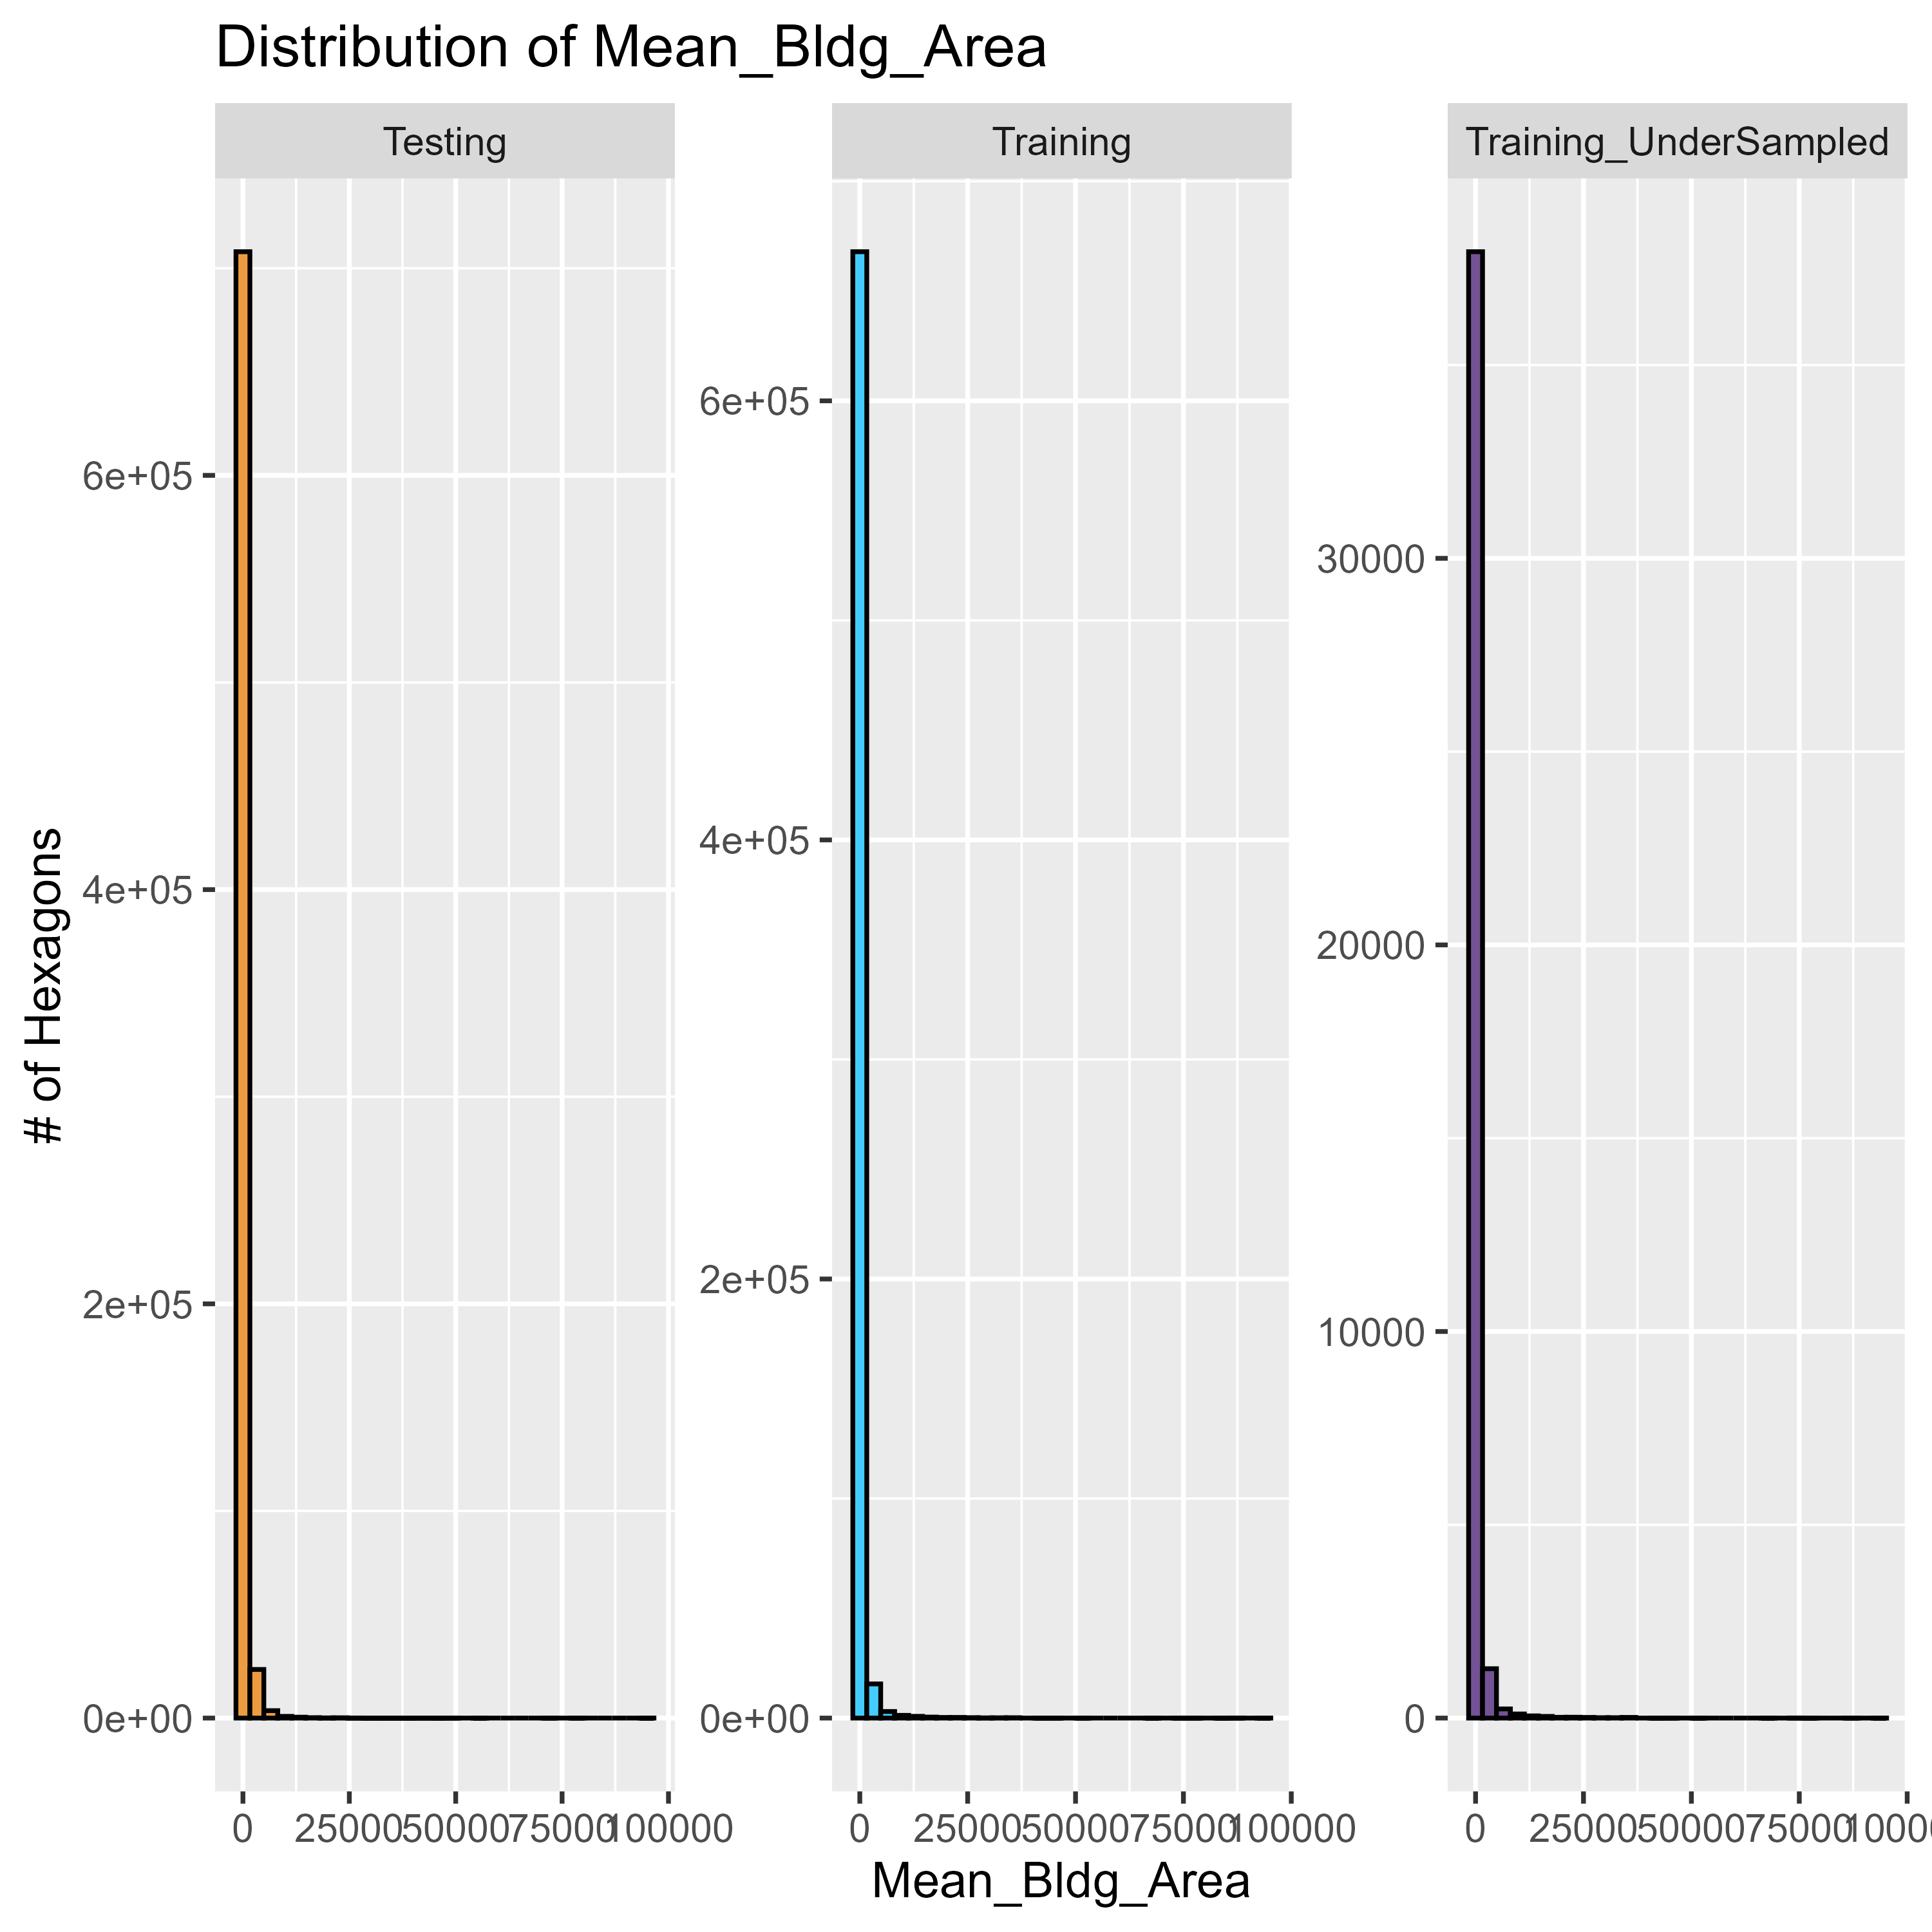 Distribution of Mean_Bldg_Area
Testing
Training
Training_UnderSampled
# of Hexagons
6e+05
4e+05
2e+05
0e+00
6e+05
4e+05
2e+05
0e+00
30000
20000
10000
0
0 25000 50000 75000 100000
0 25000 50000 75000 100000
0 25000 50000 75000 1000
Mean_Bldg_Area